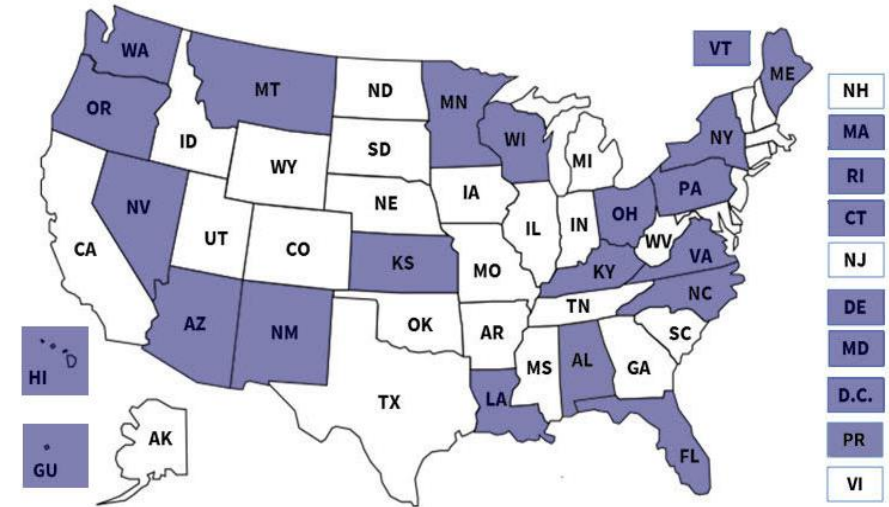 WA
MT
ND
MN
VT
ME
OR
ID
WY
SD
WI
MI
NY
NH
MA
RI
CT
NJ
DE
MD
D.C.
PR
VI
NV
UT
CO
NE
IA
IL
IN
OH
PA
CA
KS
MO
KY
WV
VA
AZ
NM
OK
AR
TN
NC
SC
TX
LA
MS
AL
GA
FL
HI
GU
AK